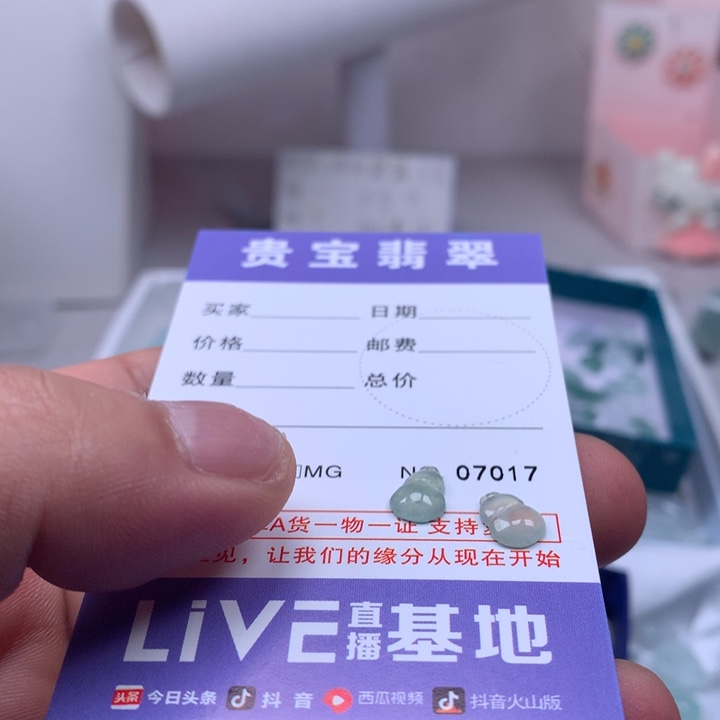 贵宝翡翠
买家 日期
价格 邮费
数量 总价
MG N 07017
A货一物一证 支持
见，让我们的缘分从现在开始
LiVE 直播 基地
头条 今日头条 抖音 西瓜视频 抖音火山版